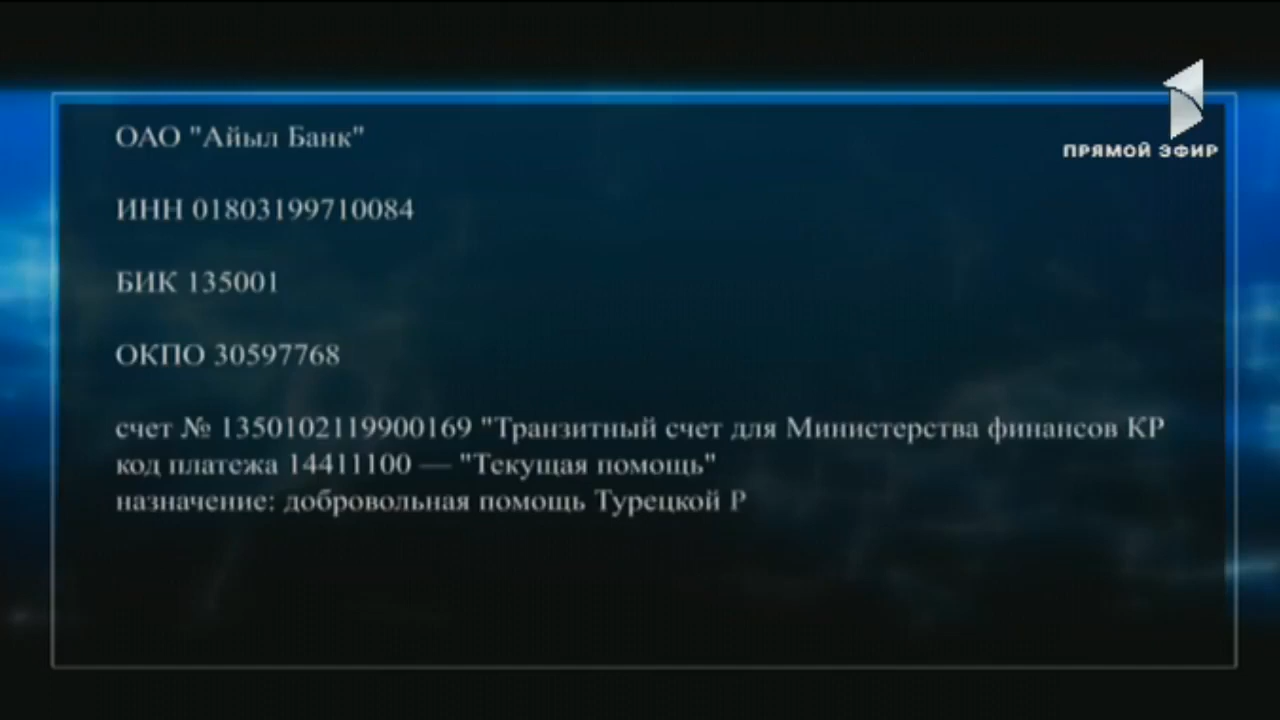 ПРЯМОЙ ЭФИР
ОАО "Айыл Банк"
ИНН 01803199710084
БИК 135001
ОКПО 30597768
счет № 1350102119900169 "Транзитный счет для Министерства финансов КР
код платежа 14411100 — "Текущая помощь"
назначение: добровольная помощь Турецкой Р